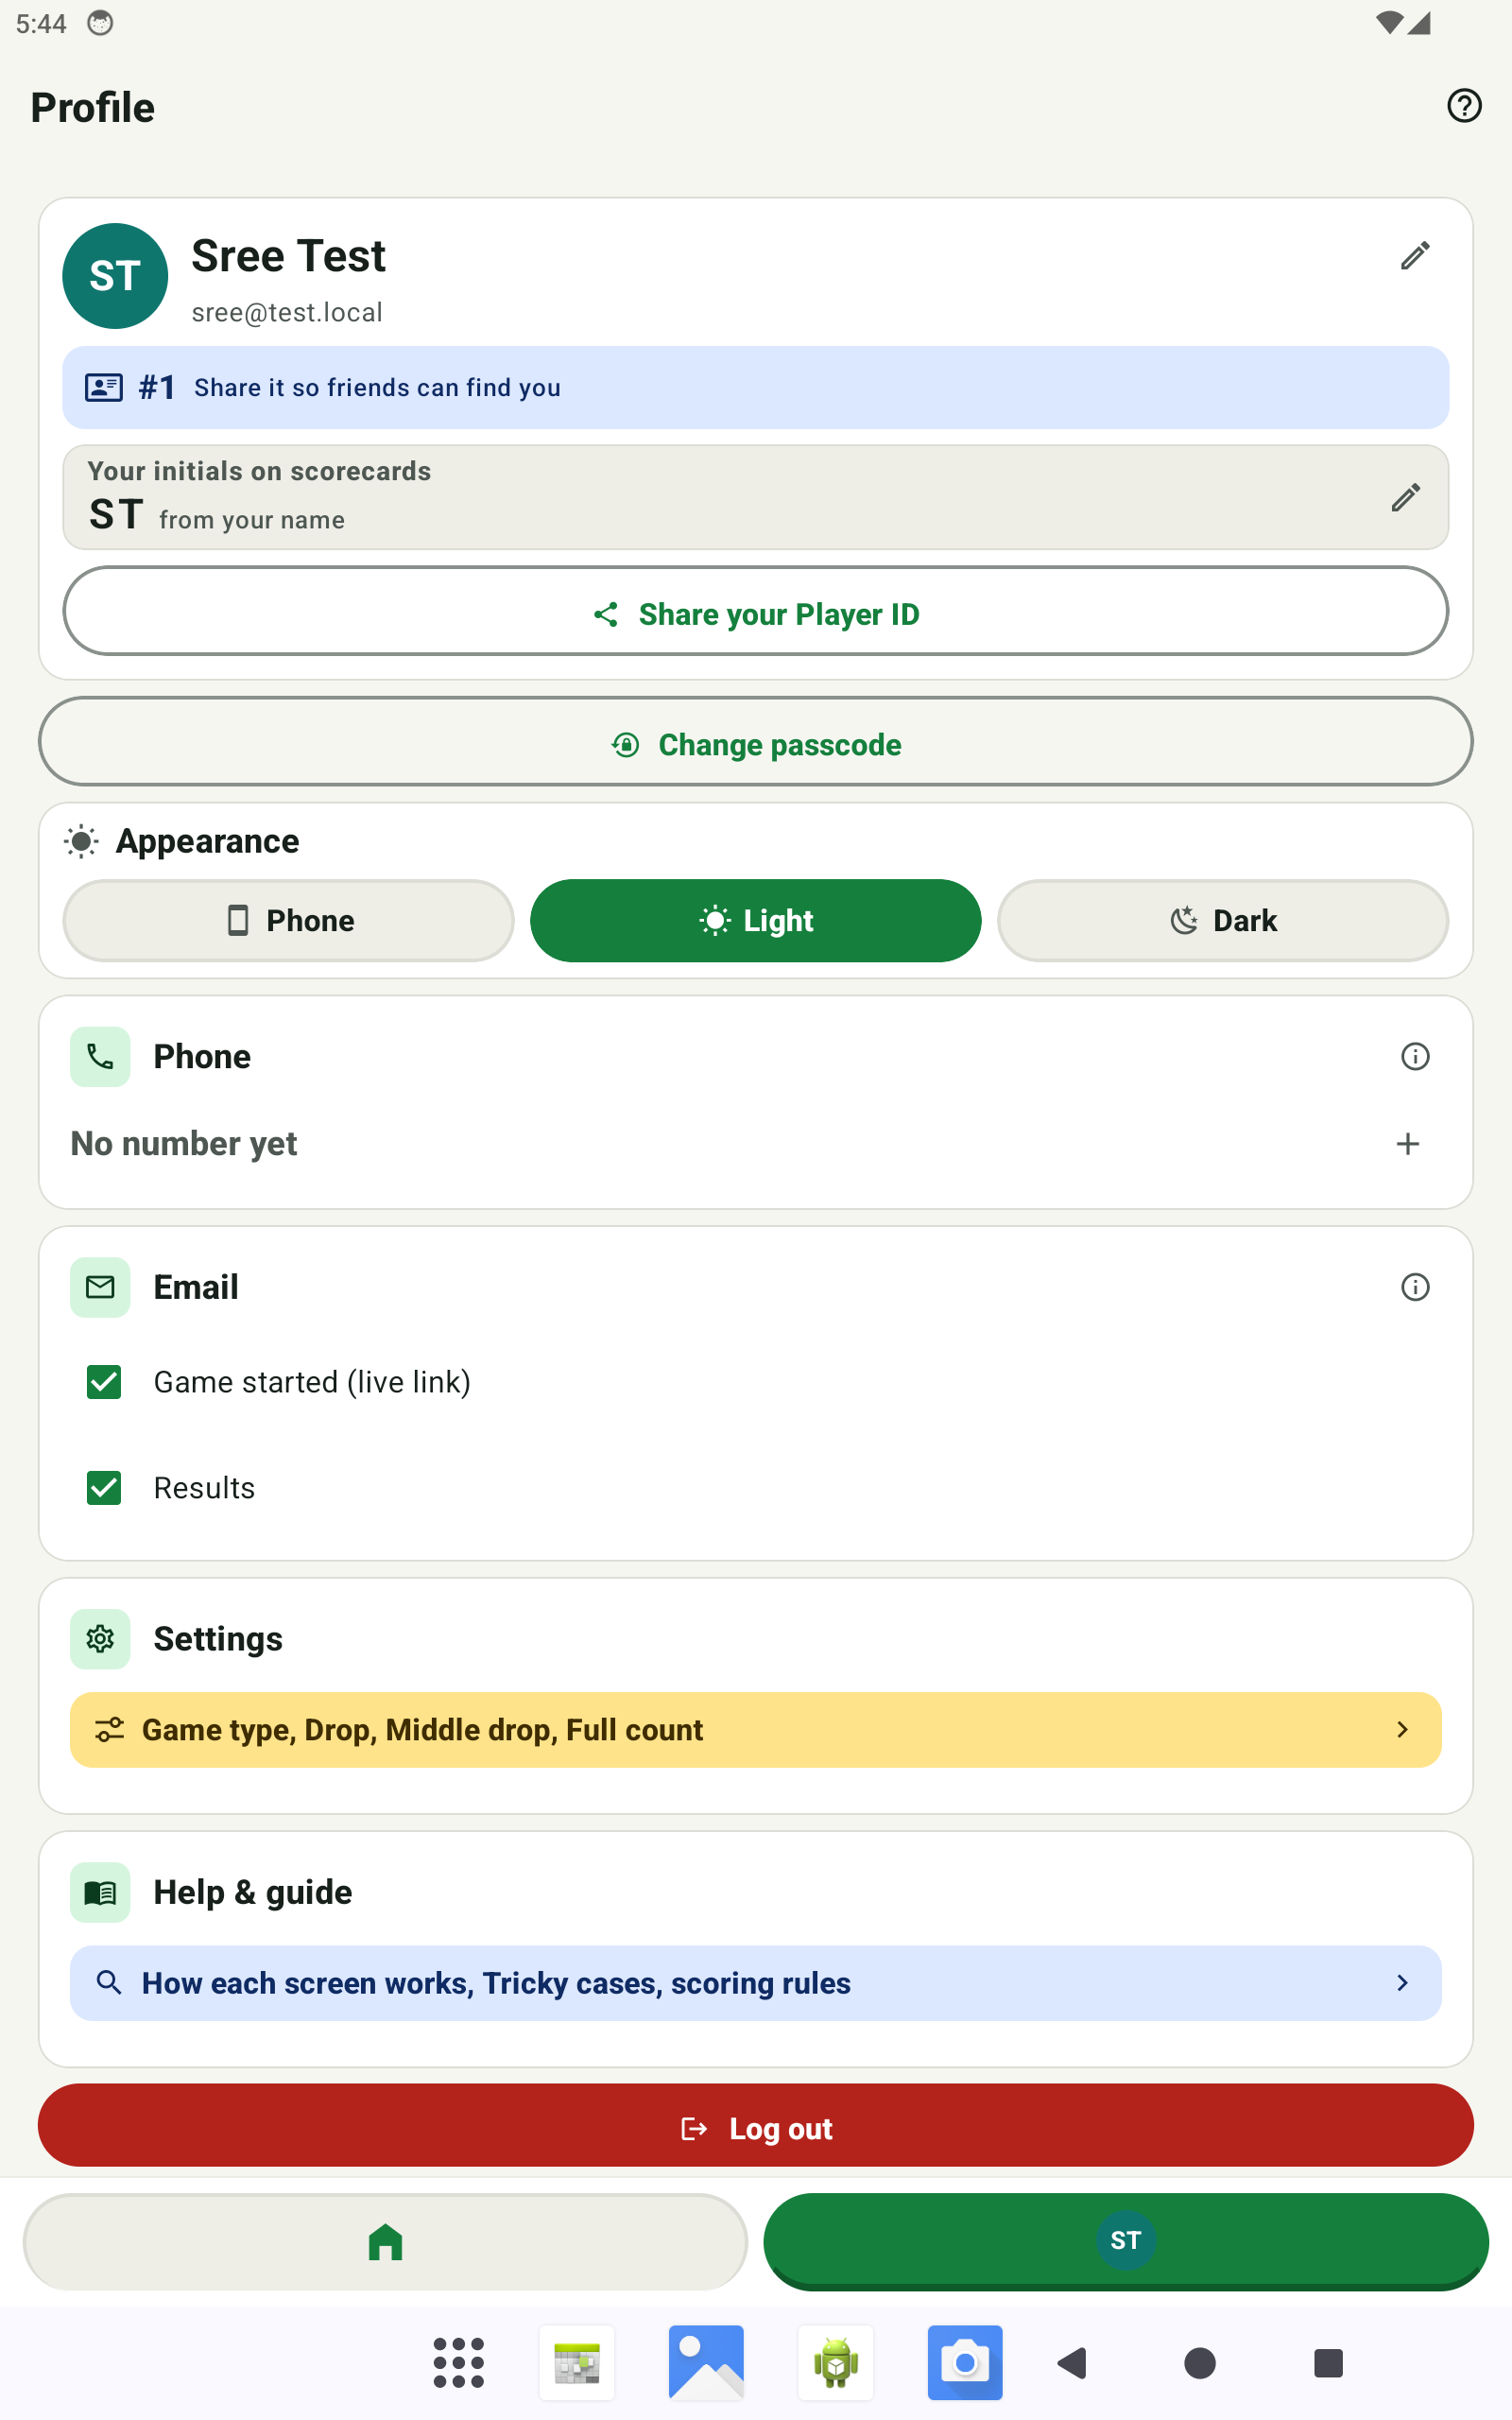 5:44
Profile
ST
Sree Test
sree@test.local
#1 Share it so friends can find you
Your initials on scorecards
ST from your name
Share your Player ID
Change passcode
Appearance
Phone
Light
Dark
Phone
No number yet
Email
Game started (live link)
Results
Settings
Game type, Drop, Middle drop, Full count
Help & guide
How each screen works, Tricky cases, scoring rules
Log out
ST